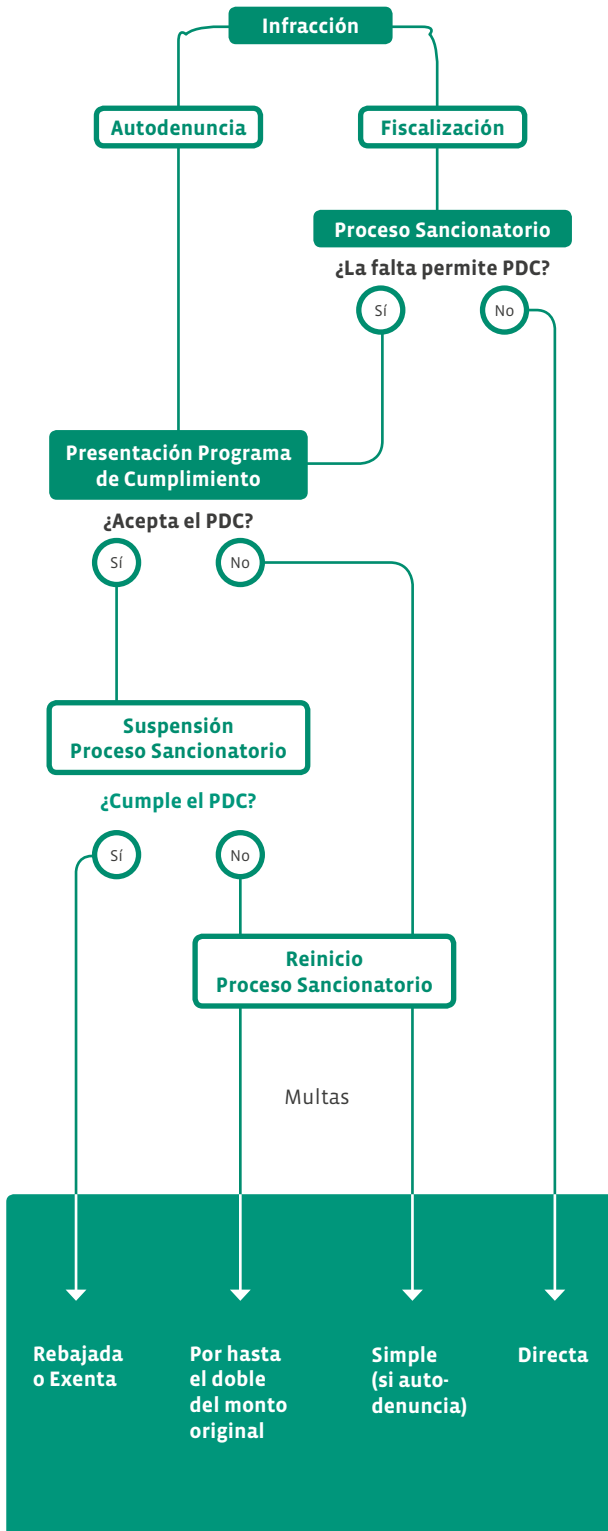 Infracción
Autodenuncia
Fiscalización
Proceso Sancionatorio
¿La falta permite PDC?
Sí
No
Presentación Programa
de Cumplimiento
¿Acepta el PDC?
Sí
No
Suspensión
Proceso Sancionatorio
¿Cumple el PDC?
Sí
No
Reinicio
Proceso Sancionatorio
Multas
Rebajada
o Exenta
Por hasta
el doble
del monto
original
Simple
(si auto-
denuncia)
Directa